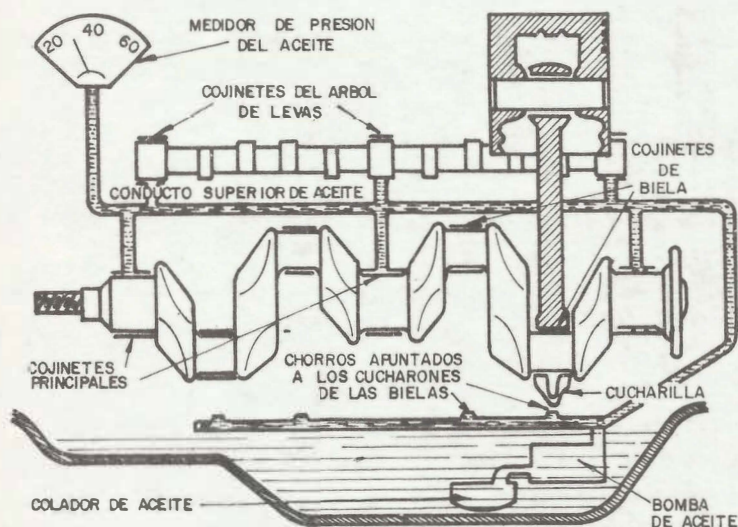 20 40 60
MEDIDOR DE PRESION
DEL ACEITE
COJINETES DEL ARBOL
DE LEVAS
COJINETES
DE
BIELA
CONDUCTO SUPERIOR DE ACEITE
COJINETES
PRINCIPALES
CHORROS APUNTADOS
A LOS CUCHARONES
DE LAS BIELAS
CUCHARILLA
COLADOR DE ACEITE
BOMBA
DE ACEITE